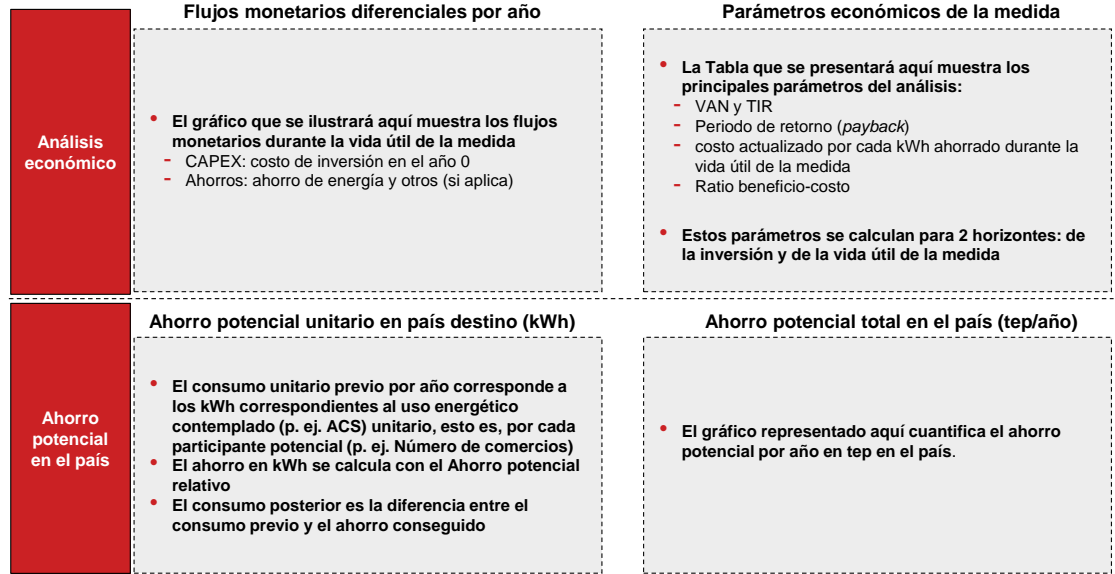 Flujos monetarios diferenciales por año
Parámetros económicos de la medida
Análisis
económico
• El gráfico que se ilustrará aquí muestra los flujos
monetarios durante la vida útil de la medida
- CAPEX: costo de inversión en el año 0
- Ahorros: ahorro de energía y otros (si aplica)
• La Tabla que se presentará aquí muestra los
principales parámetros del análisis:
- VAN y TIR
- Periodo de retorno (payback)
- costo actualizado por cada kWh ahorrado durante la
vida útil de la medida
- Ratio beneficio-costo
• Estos parámetros se calculan para 2 horizontes: de
la inversión y de la vida útil de la medida
Ahorro potencial unitario en país destino (kWh)
Ahorro potencial total en el país (tep/año)
Ahorro
potencial
en el país
• El consumo unitario previo por año corresponde a
los kWh correspondientes al uso energético
contemplado (p. ej. ACS) unitario, esto es, por cada
participante potencial (p. ej. Número de comercios)
• El ahorro en kWh se calcula con el Ahorro potencial
relativo
• El consumo posterior es la diferencia entre el
consumo previo y el ahorro conseguido
• El gráfico representado aquí cuantifica el ahorro
potencial por año en tep en el país.